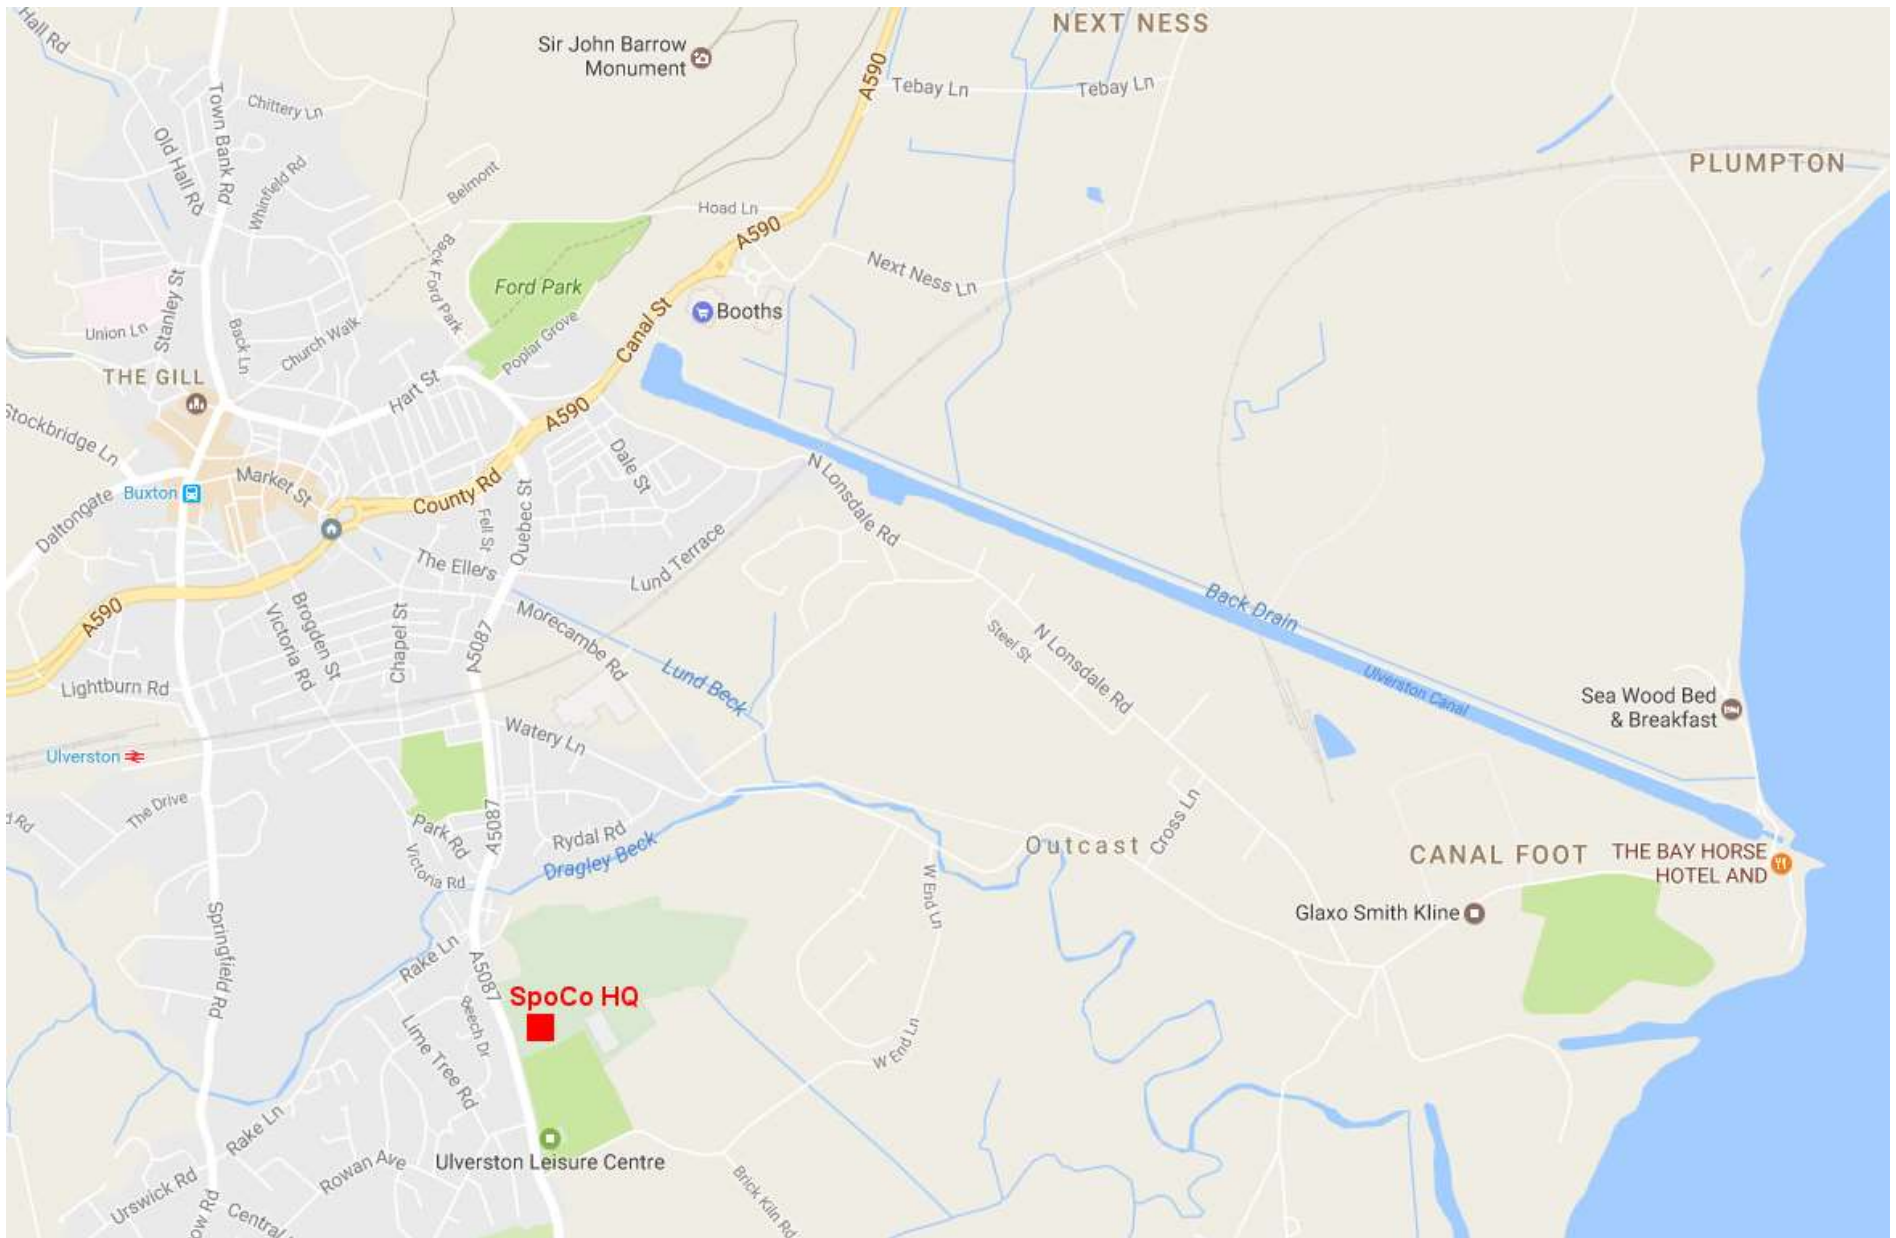 Hall Rd
Sir John Barrow
Monument
NEXT NESS
A590
Tebay Ln
Tebay Ln
Town Bank Rd
Chittery Ln
Old Hall Rd
Whinfield Rd
Belmont
PLUMPTON
Hoad Ln
A590
Back Ford Park
Ford Park
Next Ness Ln
Stanley St
Union Ln
Back Ln
Church Walk
Poplar Grove
Canal St
Booths
THE GILL
Hart St
A590
Stockbridge Ln
Dale St
Market St
Buxton
County Rd
N Lonsdale Rd
Daltongate
Fell St
Quebec St
The Ellers
Lund Terrace
A590
Brogden St
Victoria Rd
Chapel St
A5087
Morecambe Rd
Back Drain
Steel St
N Lonsdale Rd
Lund Beck
Ulverston Canal
Lightburn Rd
Sea Wood Bed
& Breakfast
Watery Ln
Ulverston
The Drive
Rd
A5087
Park Rd
Rydal Rd
Cross Ln
Outcast
Victoria Rd
Dragley Beck
CANAL FOOT
THE BAY HORSE
HOTEL AND
W End Ln
Glaxo Smith Kline
Springfield Rd
Rake Ln
A5087
SpoCo HQ
Beech Dr
Lime Tree Rd
W End Ln
Rake Ln
Ulverston Leisure Centre
Rowan Ave
Urswick Rd
Brick Kiln Rd
ow Rd
Central